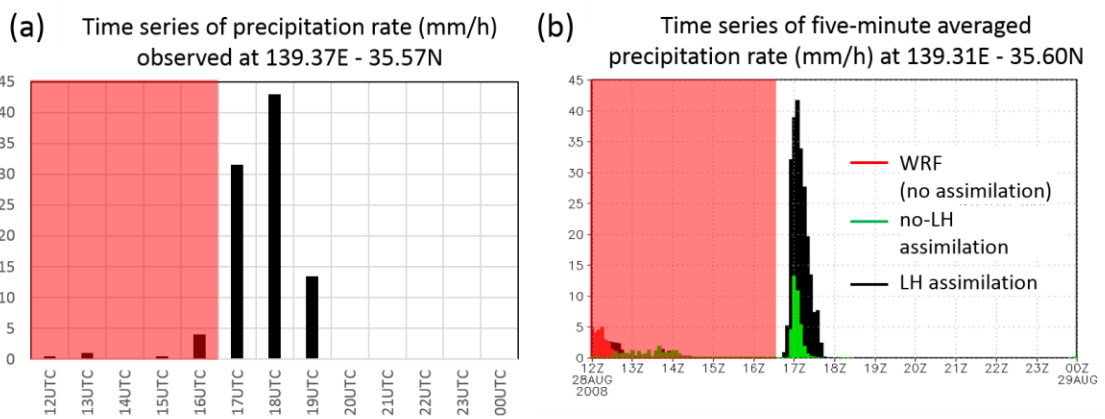 (a)
Time series of precipitation rate (mm/h)
observed at 139.37E - 35.57N
45
40
35
30
25
20
15
10
5
0
12UTC
13UTC
14UTC
15UTC
16UTC
17UTC
18UTC
19UTC
20UTC
21UTC
22UTC
23UTC
00UTC
(b)
Time series of five-minute averaged
precipitation rate (mm/h) at 139.31E - 35.60N
45
40
35
30
25
20
15
10
5
0
WRF
(no assimilation)
no-LH
assimilation
LH assimilation
12Z 13Z 14Z 15Z 16Z 17Z 18Z 19Z 20Z 21Z 22Z 23Z 00Z
28AUG 29AUG
2008